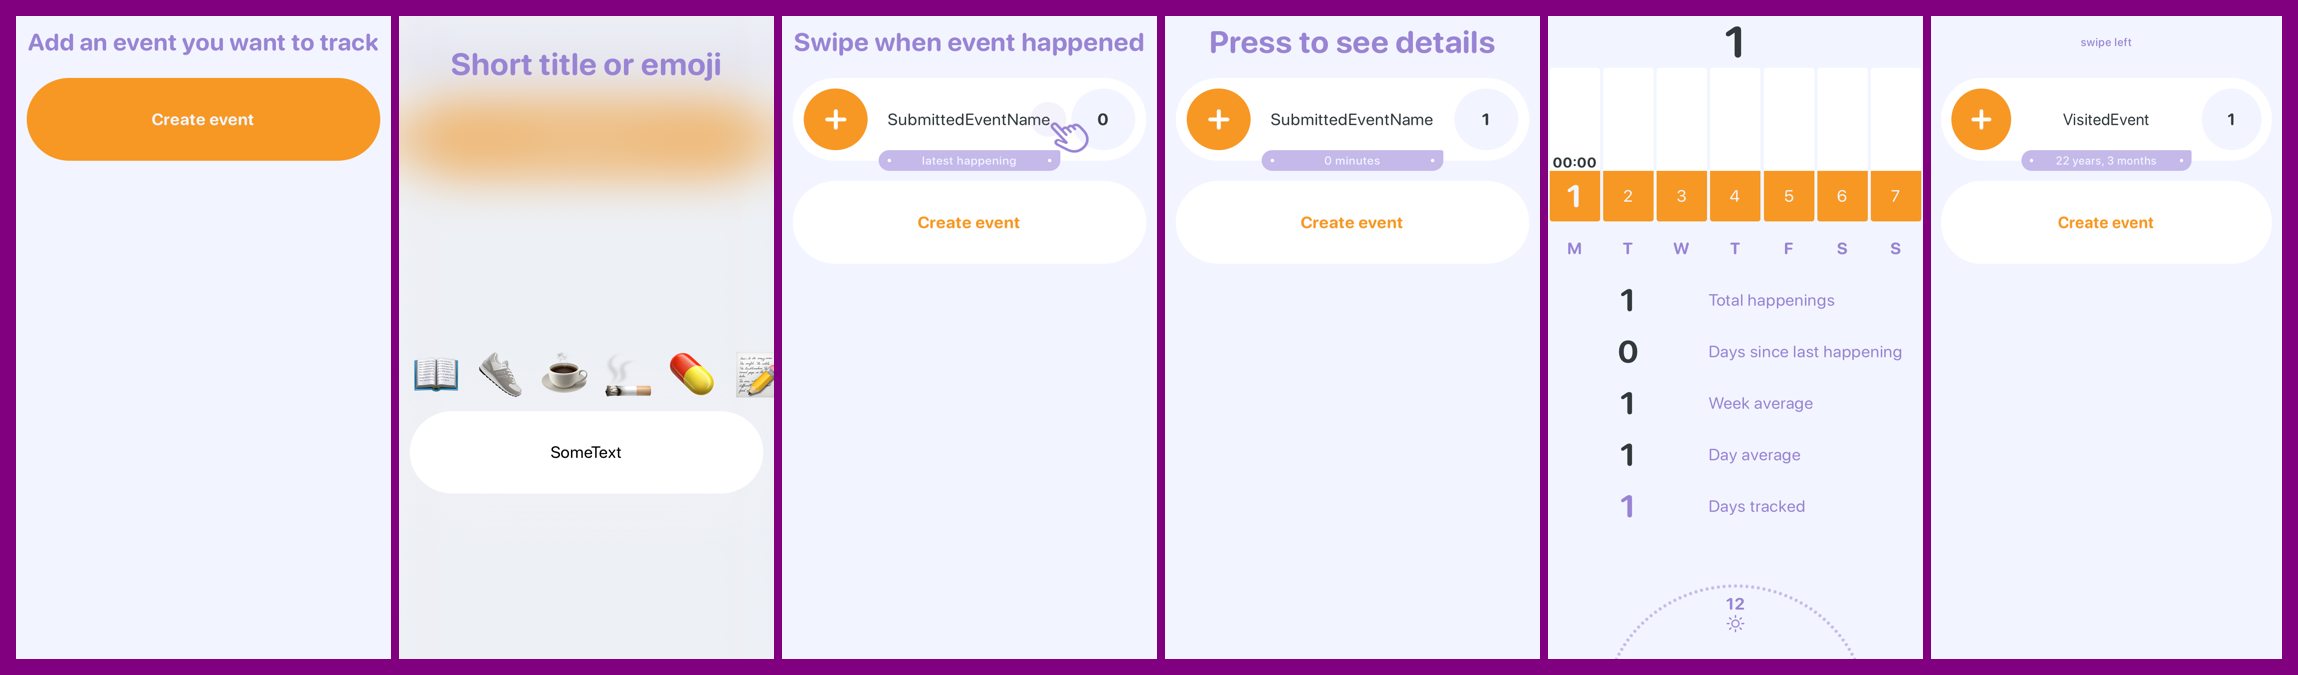 Add an event you want to track
Create event
Short title or emoji
SomeText
Swipe when event happened
SubmittedEventName
0
latest happening
Create event
Press to see details
SubmittedEventName
1
0 minutes
Create event
1
00:00
1 2 3 4 5 6 7
M T W T F S S
1 Total happenings
0 Days since last happening
1 Week average
1 Day average
1 Days tracked
12
swipe left
VisitedEvent
1
22 years, 3 months
Create event